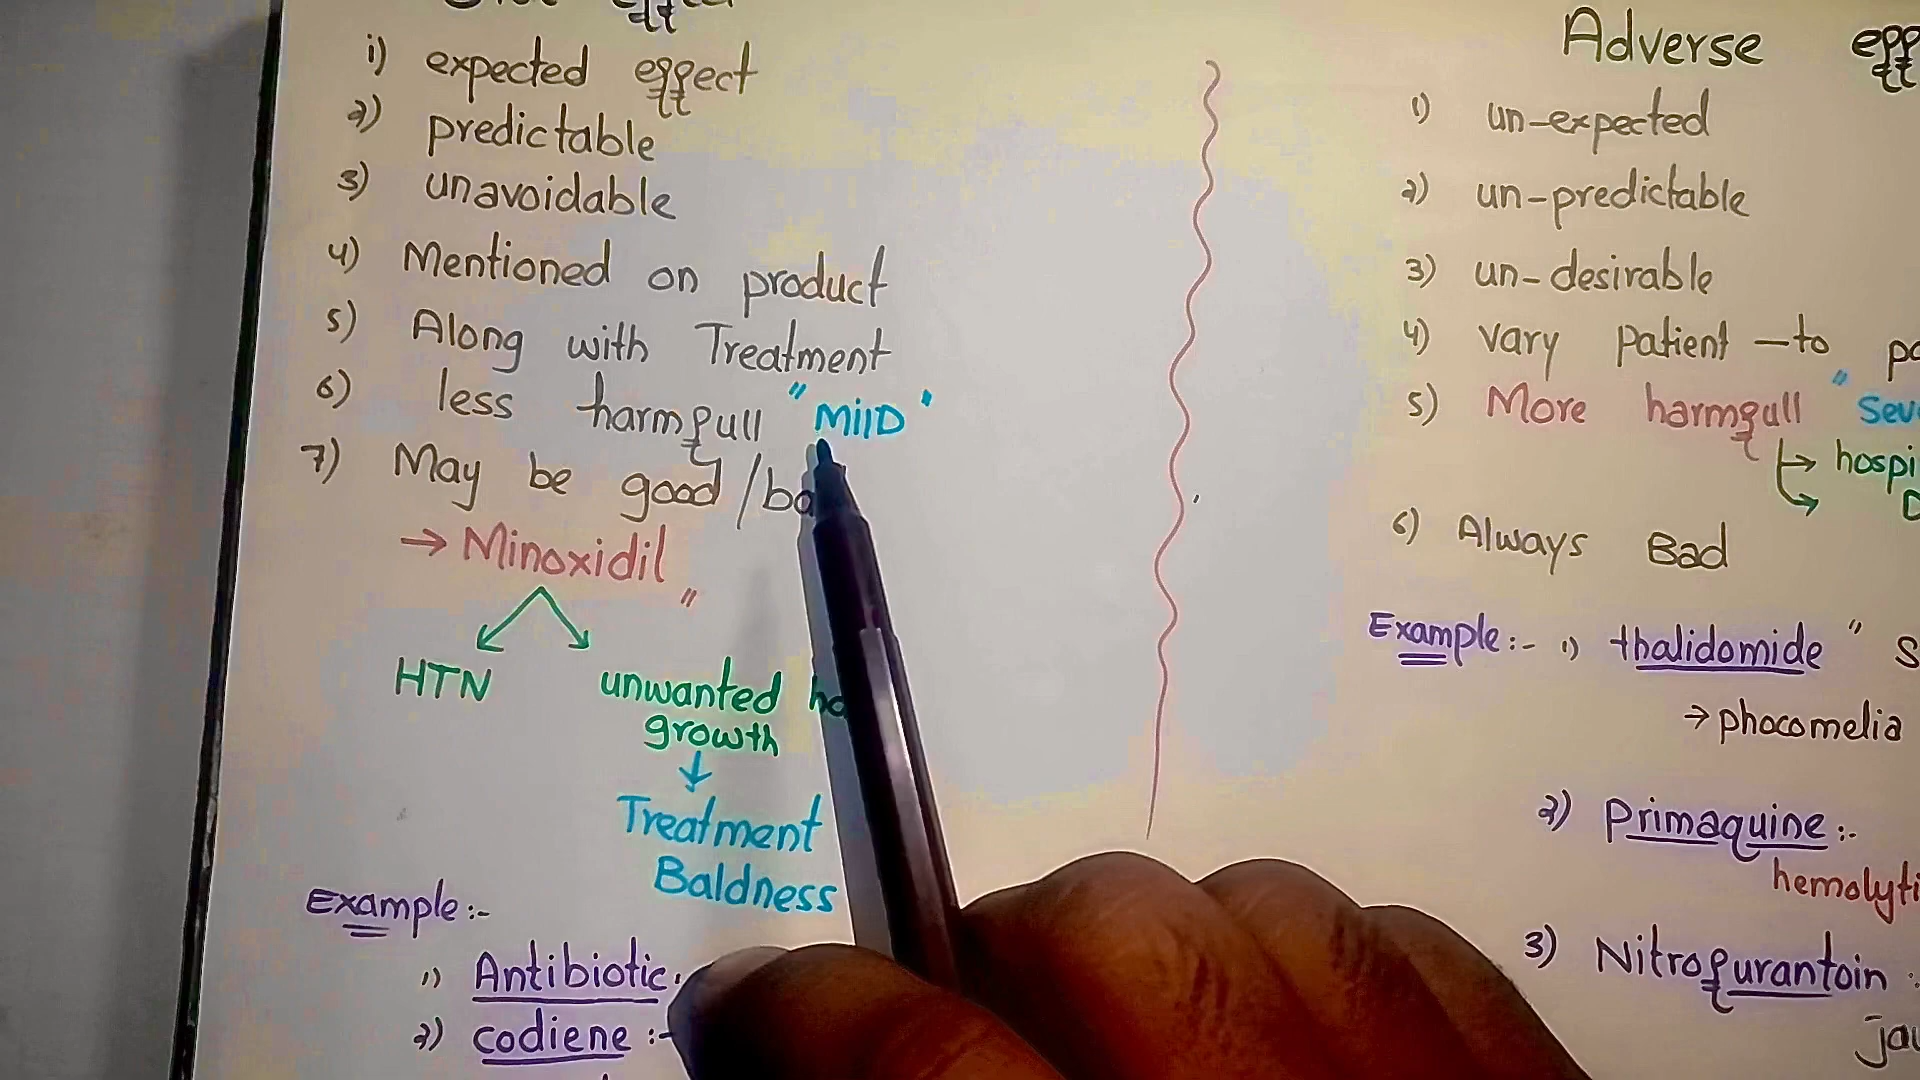 i) expected effect
2) predictable
3) unavoidable
4) Mentioned on product
5) Along with Treatment
6) less harmfull "MilD"
7) May be good /
→ Minoxidil "
HTN
unwanted
growth
Treatment
Baldness
Example:-
1) Antibiotic
2) codiene :-
Adverse
1) un-expected
2) un-predictable
3) un-desirable
4) vary patient -to
5) More harmfull "
6) Always Bad
Example:- 1) thalidomide "
→ phocomelia
2) Primaquine:-
3) Nitrofurantoin :